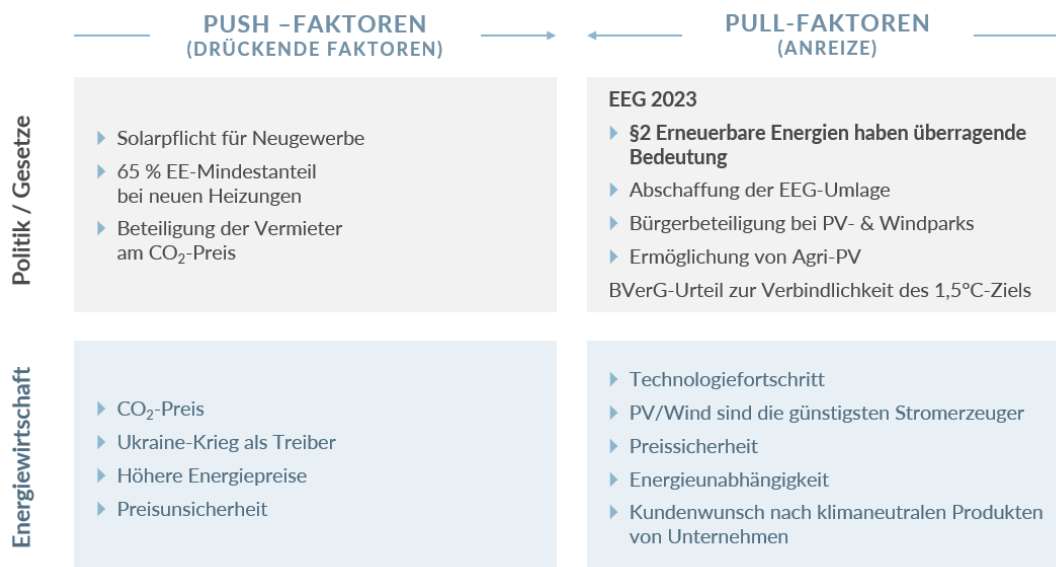 PUSH –FAKTOREN
(DRÜCKENDE FAKTOREN)
PULL-FAKTOREN
(ANREIZE)
Politik / Gesetze
Solarpflicht für Neugewerbe
65 % EE-Mindestanteil
bei neuen Heizungen
Beteiligung der Vermieter
am CO₂-Preis
EEG 2023
§2 Erneuerbare Energien haben überragende
Bedeutung
Abschaffung der EEG-Umlage
Bürgerbeteiligung bei PV- & Windparks
Ermöglichung von Agri-PV
BVerG-Urteil zur Verbindlichkeit des 1,5°C-Ziels
Energiewirtschaft
CO₂-Preis
Ukraine-Krieg als Treiber
Höhere Energiepreise
Preisunsicherheit
Technologiefortschritt
PV/Wind sind die günstigsten Stromerzeuger
Preissicherheit
Energieunabhängigkeit
Kundenwunsch nach klimaneutralen Produkten
von Unternehmen